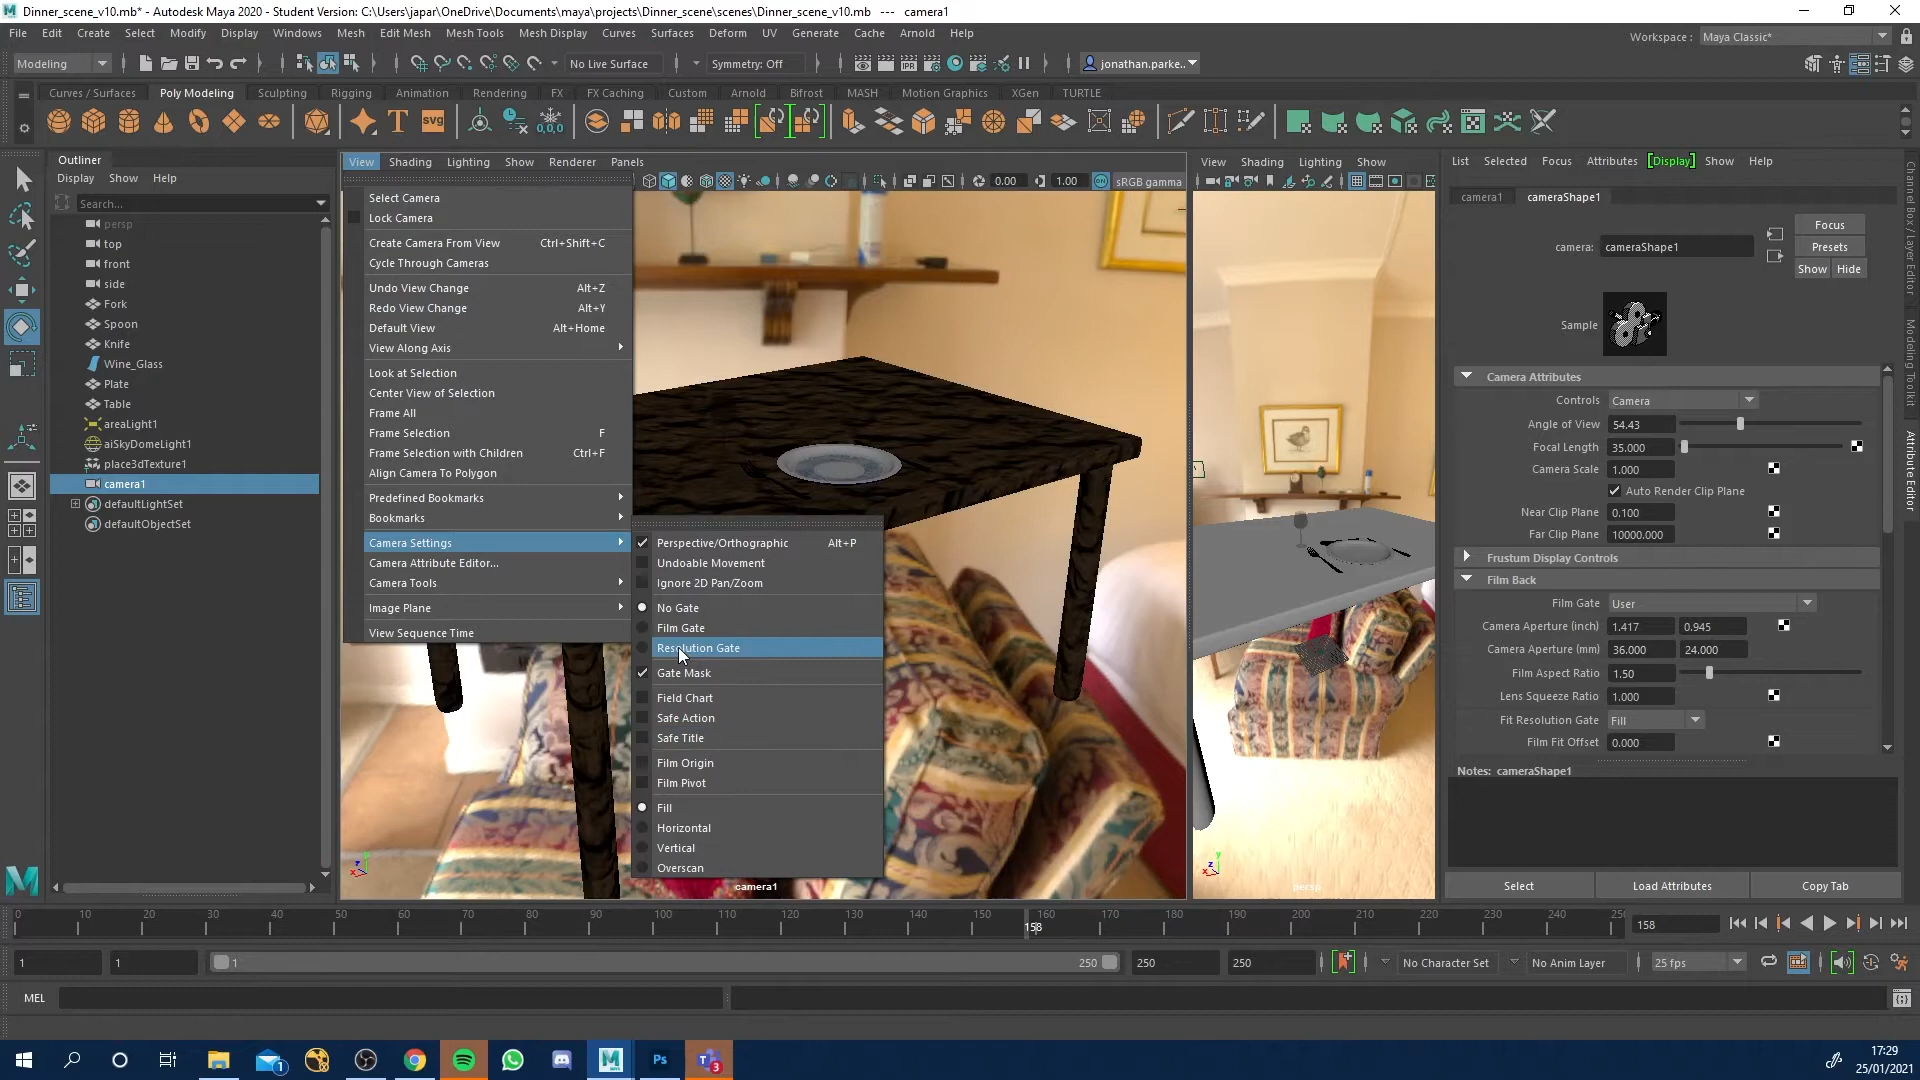 Dinner_scene_v10.mb* - Autodesk Maya 2020 - Student Version: C:\Users\japar\OneDrive\Documents\maya\projects\Dinner_scene\scenes\Dinner_scene_v10.mb --- camera1
File Edit Create Select Modify Display Windows Mesh Edit Mesh Mesh Tools Mesh Display Curves Surfaces Deform UV Generate Cache Arnold Help
Workspace : Maya Classic*
Modeling No Live Surface Symmetry: Off jonathan.parke..
Curves / Surfaces Poly Modeling Sculpting Rigging Animation Rendering FX FX Caching Custom Arnold Bifrost MASH Motion Graphics XGen TURTLE
T svg 0,0,0
IPR
Outliner
Display Show Help
Search...
persp
top
front
side
Fork
Spoon
Knife
Wine_Glass
Plate
Table
areaLight1
aiSkyDomeLight1
place3dTexture1
camera1
defaultLightSet
defaultObjectSet
View Shading Lighting Show Renderer Panels
0.00 1.00 sRGB gamma
Select Camera
Lock Camera
Create Camera From View Ctrl+Shift+C
Cycle Through Cameras
Undo View Change Alt+Z
Redo View Change Alt+Y
Default View Alt+Home
View Along Axis
Look at Selection
Center View of Selection
Frame All
Frame Selection F
Frame Selection with Children Ctrl+F
Align Camera To Polygon
Predefined Bookmarks
Bookmarks
Camera Settings
Camera Attribute Editor...
Camera Tools
Image Plane
View Sequence Time
Perspective/Orthographic Alt+P
Undoable Movement
Ignore 2D Pan/Zoom
No Gate
Film Gate
Resolution Gate
Gate Mask
Field Chart
Safe Action
Safe Title
Film Origin
Film Pivot
Fill
Horizontal
Vertical
Overscan
camera1
View Shading Lighting Show
persp
List Selected Focus Attributes [Display] Show Help
camera1 cameraShape1
camera: cameraShape1
Focus
Presets
Show Hide
Sample
Camera Attributes
Controls Camera
Angle of View 54.43
Focal Length 35.000
Camera Scale 1.000
Auto Render Clip Plane
Near Clip Plane 0.100
Far Clip Plane 10000.000
Frustum Display Controls
Film Back
Film Gate User
Camera Aperture (inch) 1.417 0.945
Camera Aperture (mm) 36.000 24.000
Film Aspect Ratio 1.50
Lens Squeeze Ratio 1.000
Fit Resolution Gate Fill
Film Fit Offset 0.000
Notes: cameraShape1
Select Load Attributes Copy Tab
Channel Box / Layer Editor
Modeling Toolkit
Attribute Editor
0 10 20 30 40 50 60 70 80 90 100 110 120 130 140 150 160 170 180 190 200 210 220 230 240
158
158
1 1 1 250 250 250 No Character Set No Anim Layer 25 fps
MEL
1 Ps 3
17:29
25/01/2021